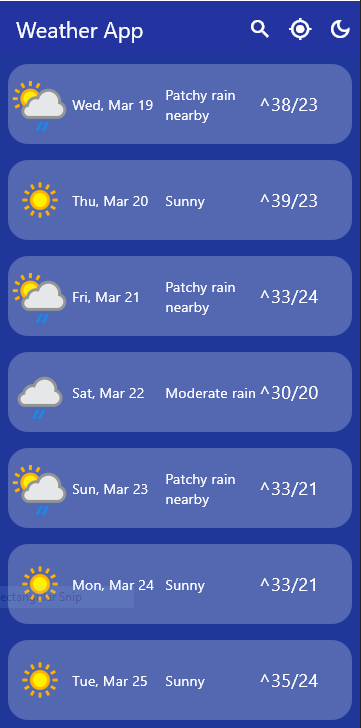 Weather App
Wed, Mar 19 Patchy rain nearby ^38/23
Thu, Mar 20 Sunny ^39/23
Fri, Mar 21 Patchy rain nearby ^33/24
Sat, Mar 22 Moderate rain ^30/20
Sun, Mar 23 Patchy rain nearby ^33/21
Mon, Mar 24 Sunny ^33/21
Snip
Tue, Mar 25 Sunny ^35/24